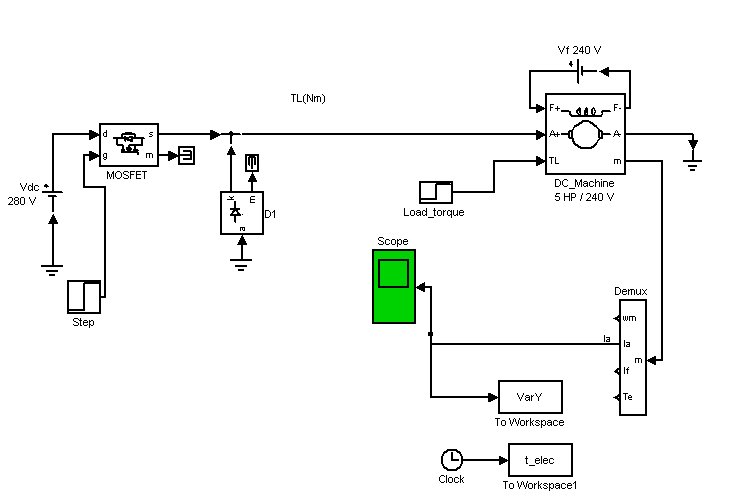 Vf 240 V
TL(Nm)
F+
F-
d
s
A+
A-
g
m
TL
m
MOSFET
DC_Machine
5 HP / 240 V
Vdc
280 V
k
m
a
D1
Load_torque
Scope
Step
Demux
wm
Ia
Ia
m
If
Te
VarY
To Workspace
t_elec
Clock
To Workspace1